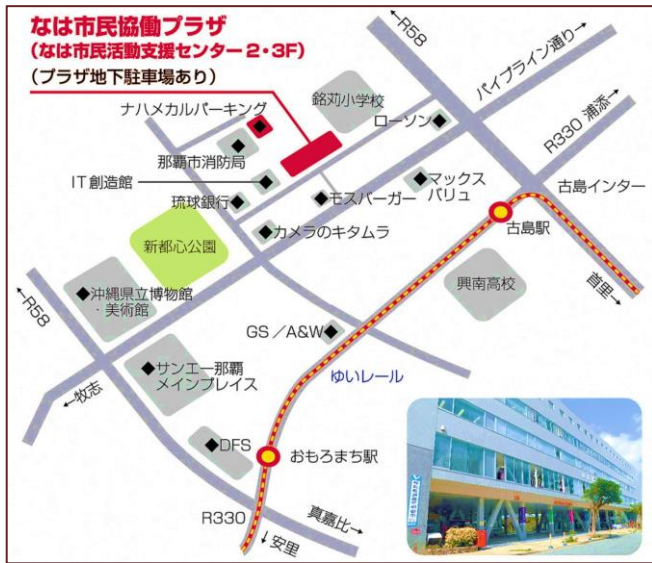 なは市民協働プラザ
(なは市民活動支援センター2・3F)
(プラザ地下駐車場あり)
←R58
パイプライン通り→
R330 浦添→
銘苅小学校
ナハメカルパーキング
ローソン
那覇市消防局
IT創造館
マックス
バリュ
古島インター
琉球銀行
モスバーガー
古島駅
カメラのキタムラ
新都心公園
首里→
興南高校
沖縄県立博物館
・美術館
←R58
GS/A&W
サンエー那覇
メインプレイス
ゆいレール
←牧志
DFS
おもろまち駅
R330
真嘉比→
↓安里